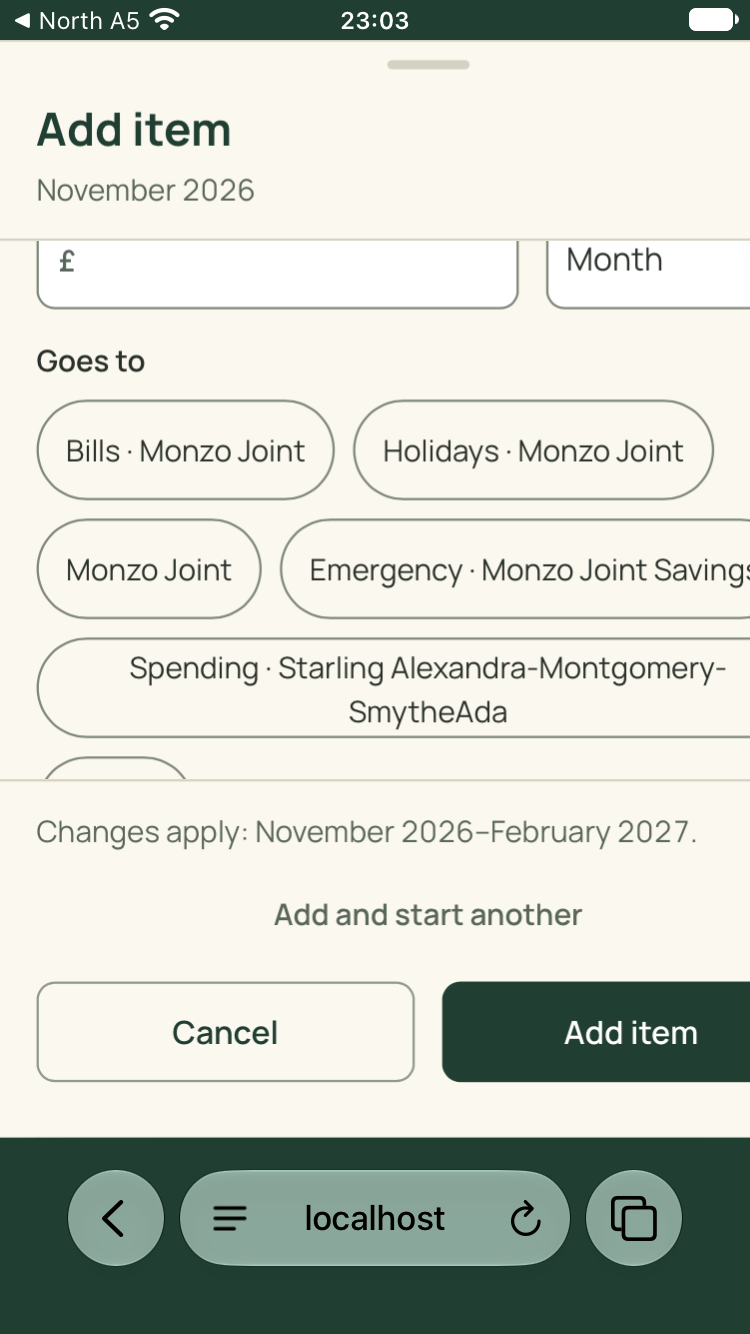 ◀ North A5 23:03
Add item
November 2026
£ Month
Goes to
Bills · Monzo Joint Holidays · Monzo Joint
Monzo Joint Emergency · Monzo Joint Savings
Spending · Starling Alexandra-Montgomery-
SmytheAda
Changes apply: November 2026–February 2027.
Add and start another
Cancel Add item
localhost